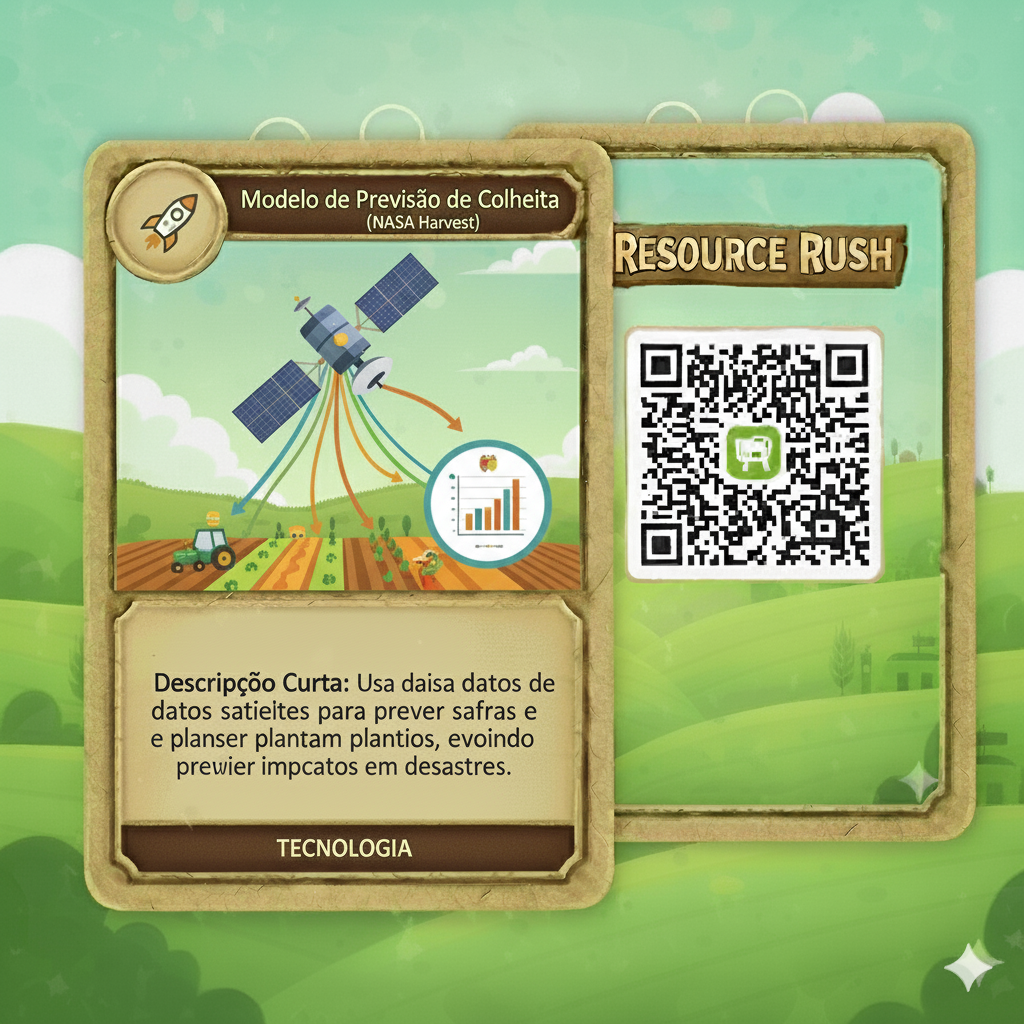 Modelo de Previsão de Colheita
(NASA Harvest)
RESOURCE RUSH
Descripção Curta: Usa daisa datos de
datos satielites para prever safras e
e planser plantam plantios, evoindo
prewier impcatos em desastres.
TECNOLOGIA